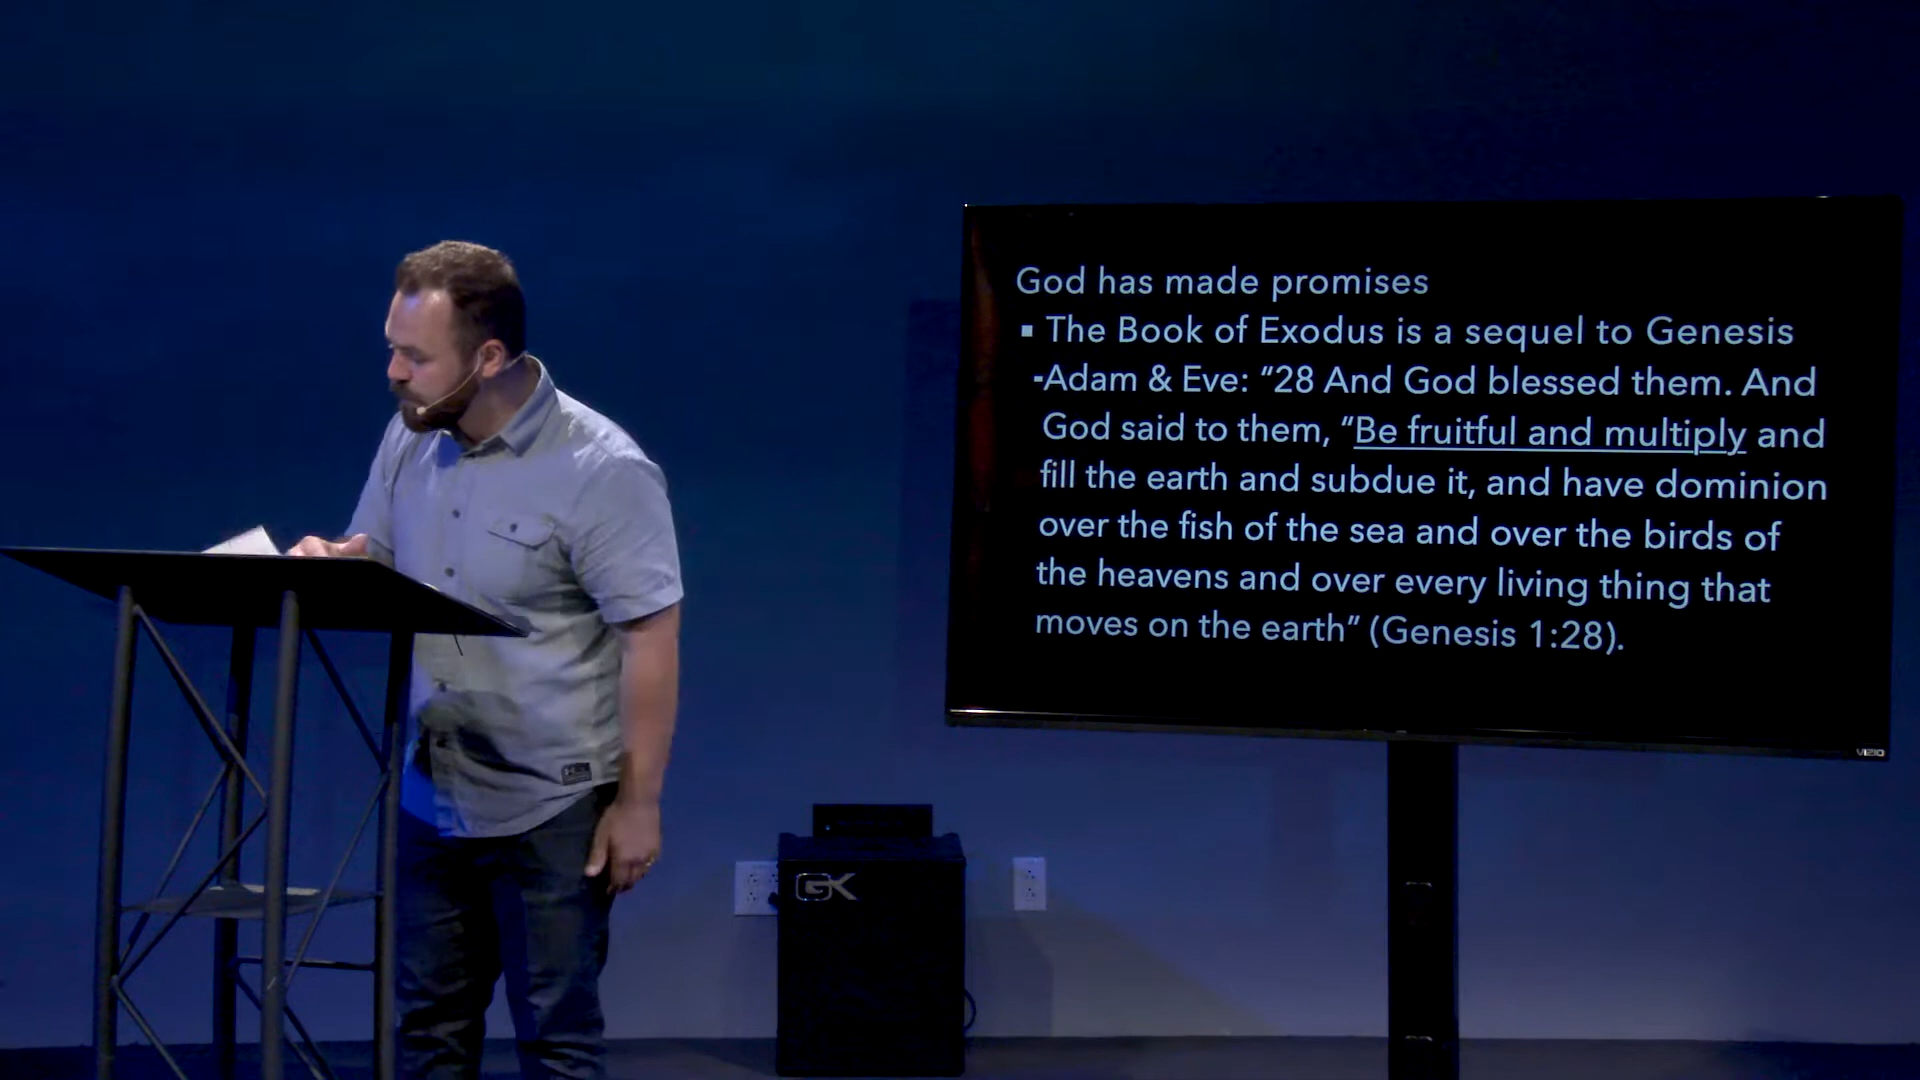 God has made promises
▪ The Book of Exodus is a sequel to Genesis
-Adam & Eve: “28 And God blessed them. And
God said to them, “Be fruitful and multiply and
fill the earth and subdue it, and have dominion
over the fish of the sea and over the birds of
the heavens and over every living thing that
moves on the earth” (Genesis 1:28).
VIZIO
GK